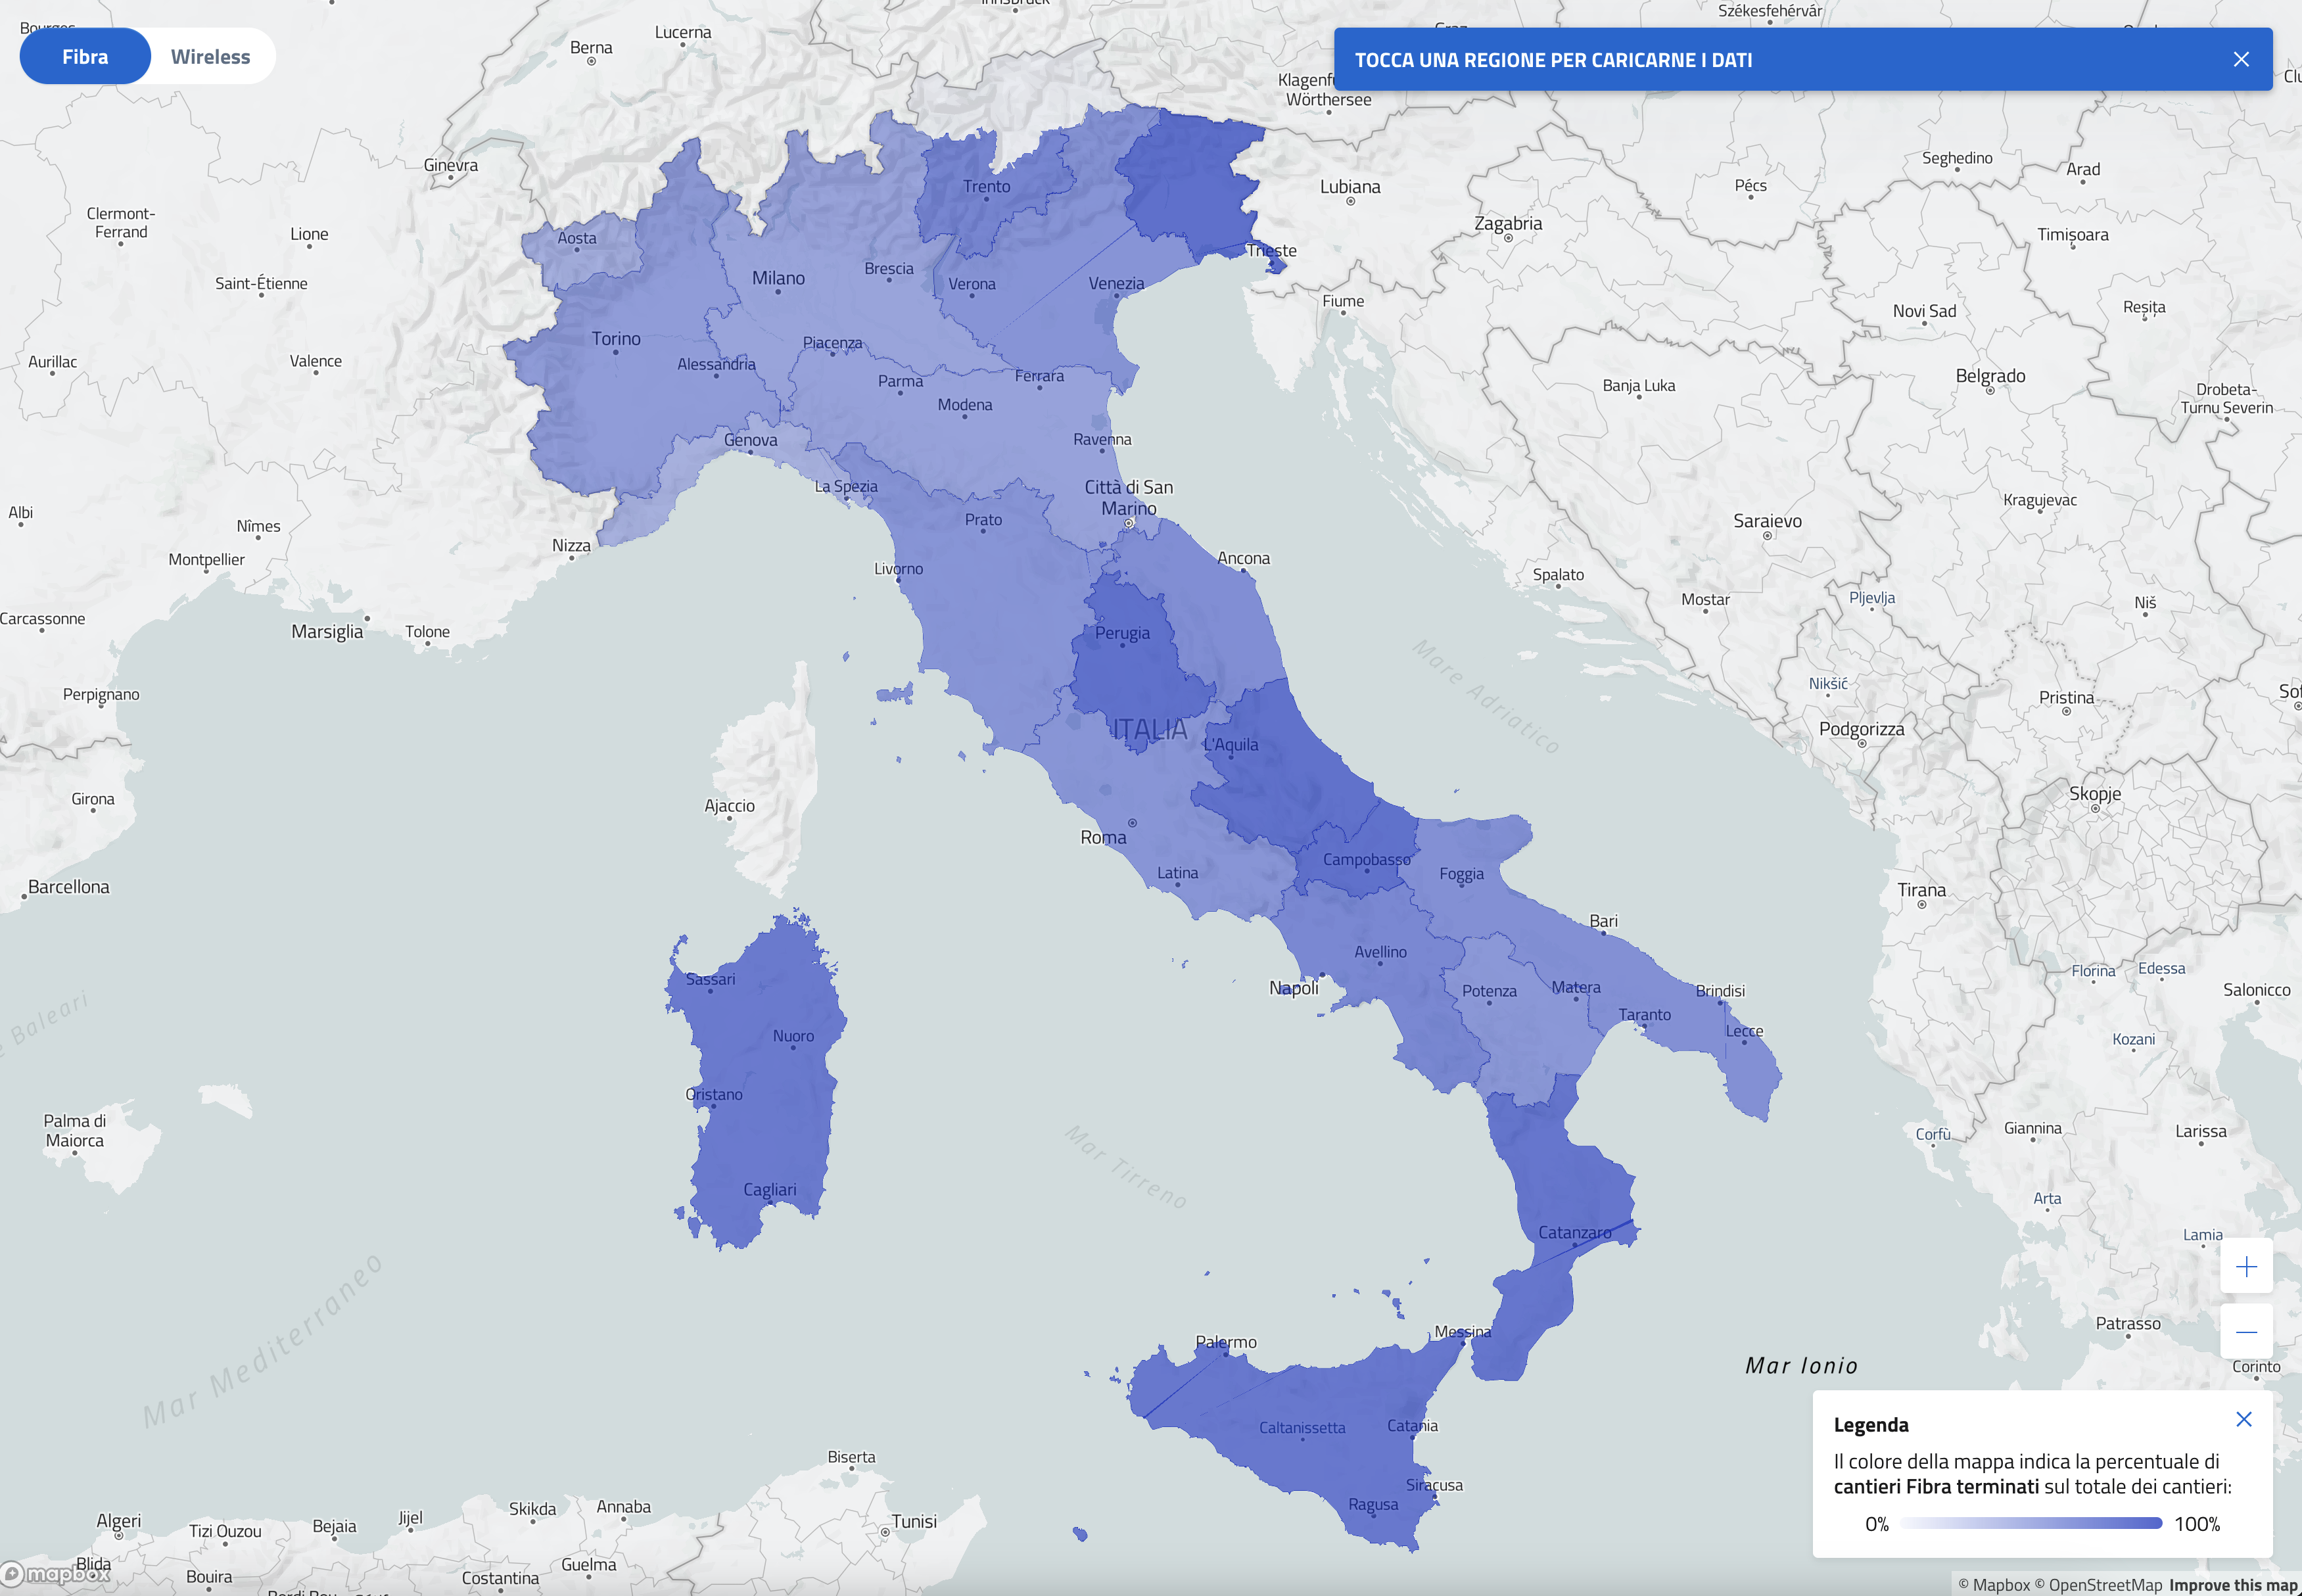 Innsbruck
Székesfehérvár
Bourges
Lucerna
Graz
Berna
Fibra
Wireless
TOCCA UNA REGIONE PER CARICARNE I DATI
Wörthersee
Ginevra
Seghedino
Arad
Trento
Lubiana
Pécs
Clermont-
Ferrand
Lione
Aosta
Zagabria
Timișoara
Trieste
Saint-Étienne
Milano
Brescia
Verona
Venezia
Fiume
Novi Sad
Reșița
Torino
Piacenza
Aurillac
Valence
Alessandria
Parma
Ferrara
Banja Luka
Belgrado
Drobeta-
Turnu Severin
Modena
Genova
Ravenna
La Spezia
Città di San
Marino
Albi
Nîmes
Prato
Saraievo
Kragujevac
Nizza
Montpellier
Livorno
Ancona
Spalato
Mostar
Pljevlja
Niš
Carcassonne
Marsiglia
Tolone
Perugia
Mare Adriatico
Perpignano
Nikšić
Pristina
ITALIA
L'Aquila
Podgorizza
Girona
Ajaccio
Skopje
Roma
Campobasso
Latina
Foggia
Barcellona
Tirana
Bari
Avellino
Sassari
Napoli
Potenza
Matera
Brindisi
Florina
Edessa
Salonicco
Baleari
Taranto
Lecce
Nuoro
Kozani
Oristano
Palma di
Maiorca
Mar Tirreno
Corfù
Giannina
Larissa
Cagliari
Arta
Catanzaro
Lamia
Mar Mediterraneo
Messina
Palermo
Patrasso
Mar Ionio
Corinto
Caltanissetta
Catania
Legenda
Il colore della mappa indica la percentuale di
cantieri Fibra terminati sul totale dei cantieri:
0%
100%
Biserta
Siracusa
Ragusa
Algeri
Tizi Ouzou
Bejaia
Jijel
Skikda
Annaba
Tunisi
Blida
mapbox
Bouira
Costantina
Guelma
© Mapbox © OpenStreetMap Improve this map